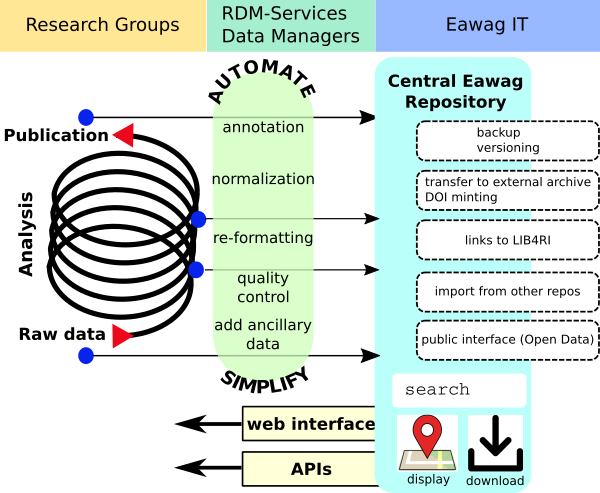 Research Groups
RDM-Services
Data Managers
Eawag IT
AUTOMATE
Central Eawag
Repository
Publication
annotation
backup
versioning
normalization
transfer to external archive
DOI minting
Analysis
re-formatting
links to LIB4RI
quality
control
import from other repos
Raw data
add ancillary
data
public interface (Open Data)
SIMPLIFY
search
web interface
APIs
display
download